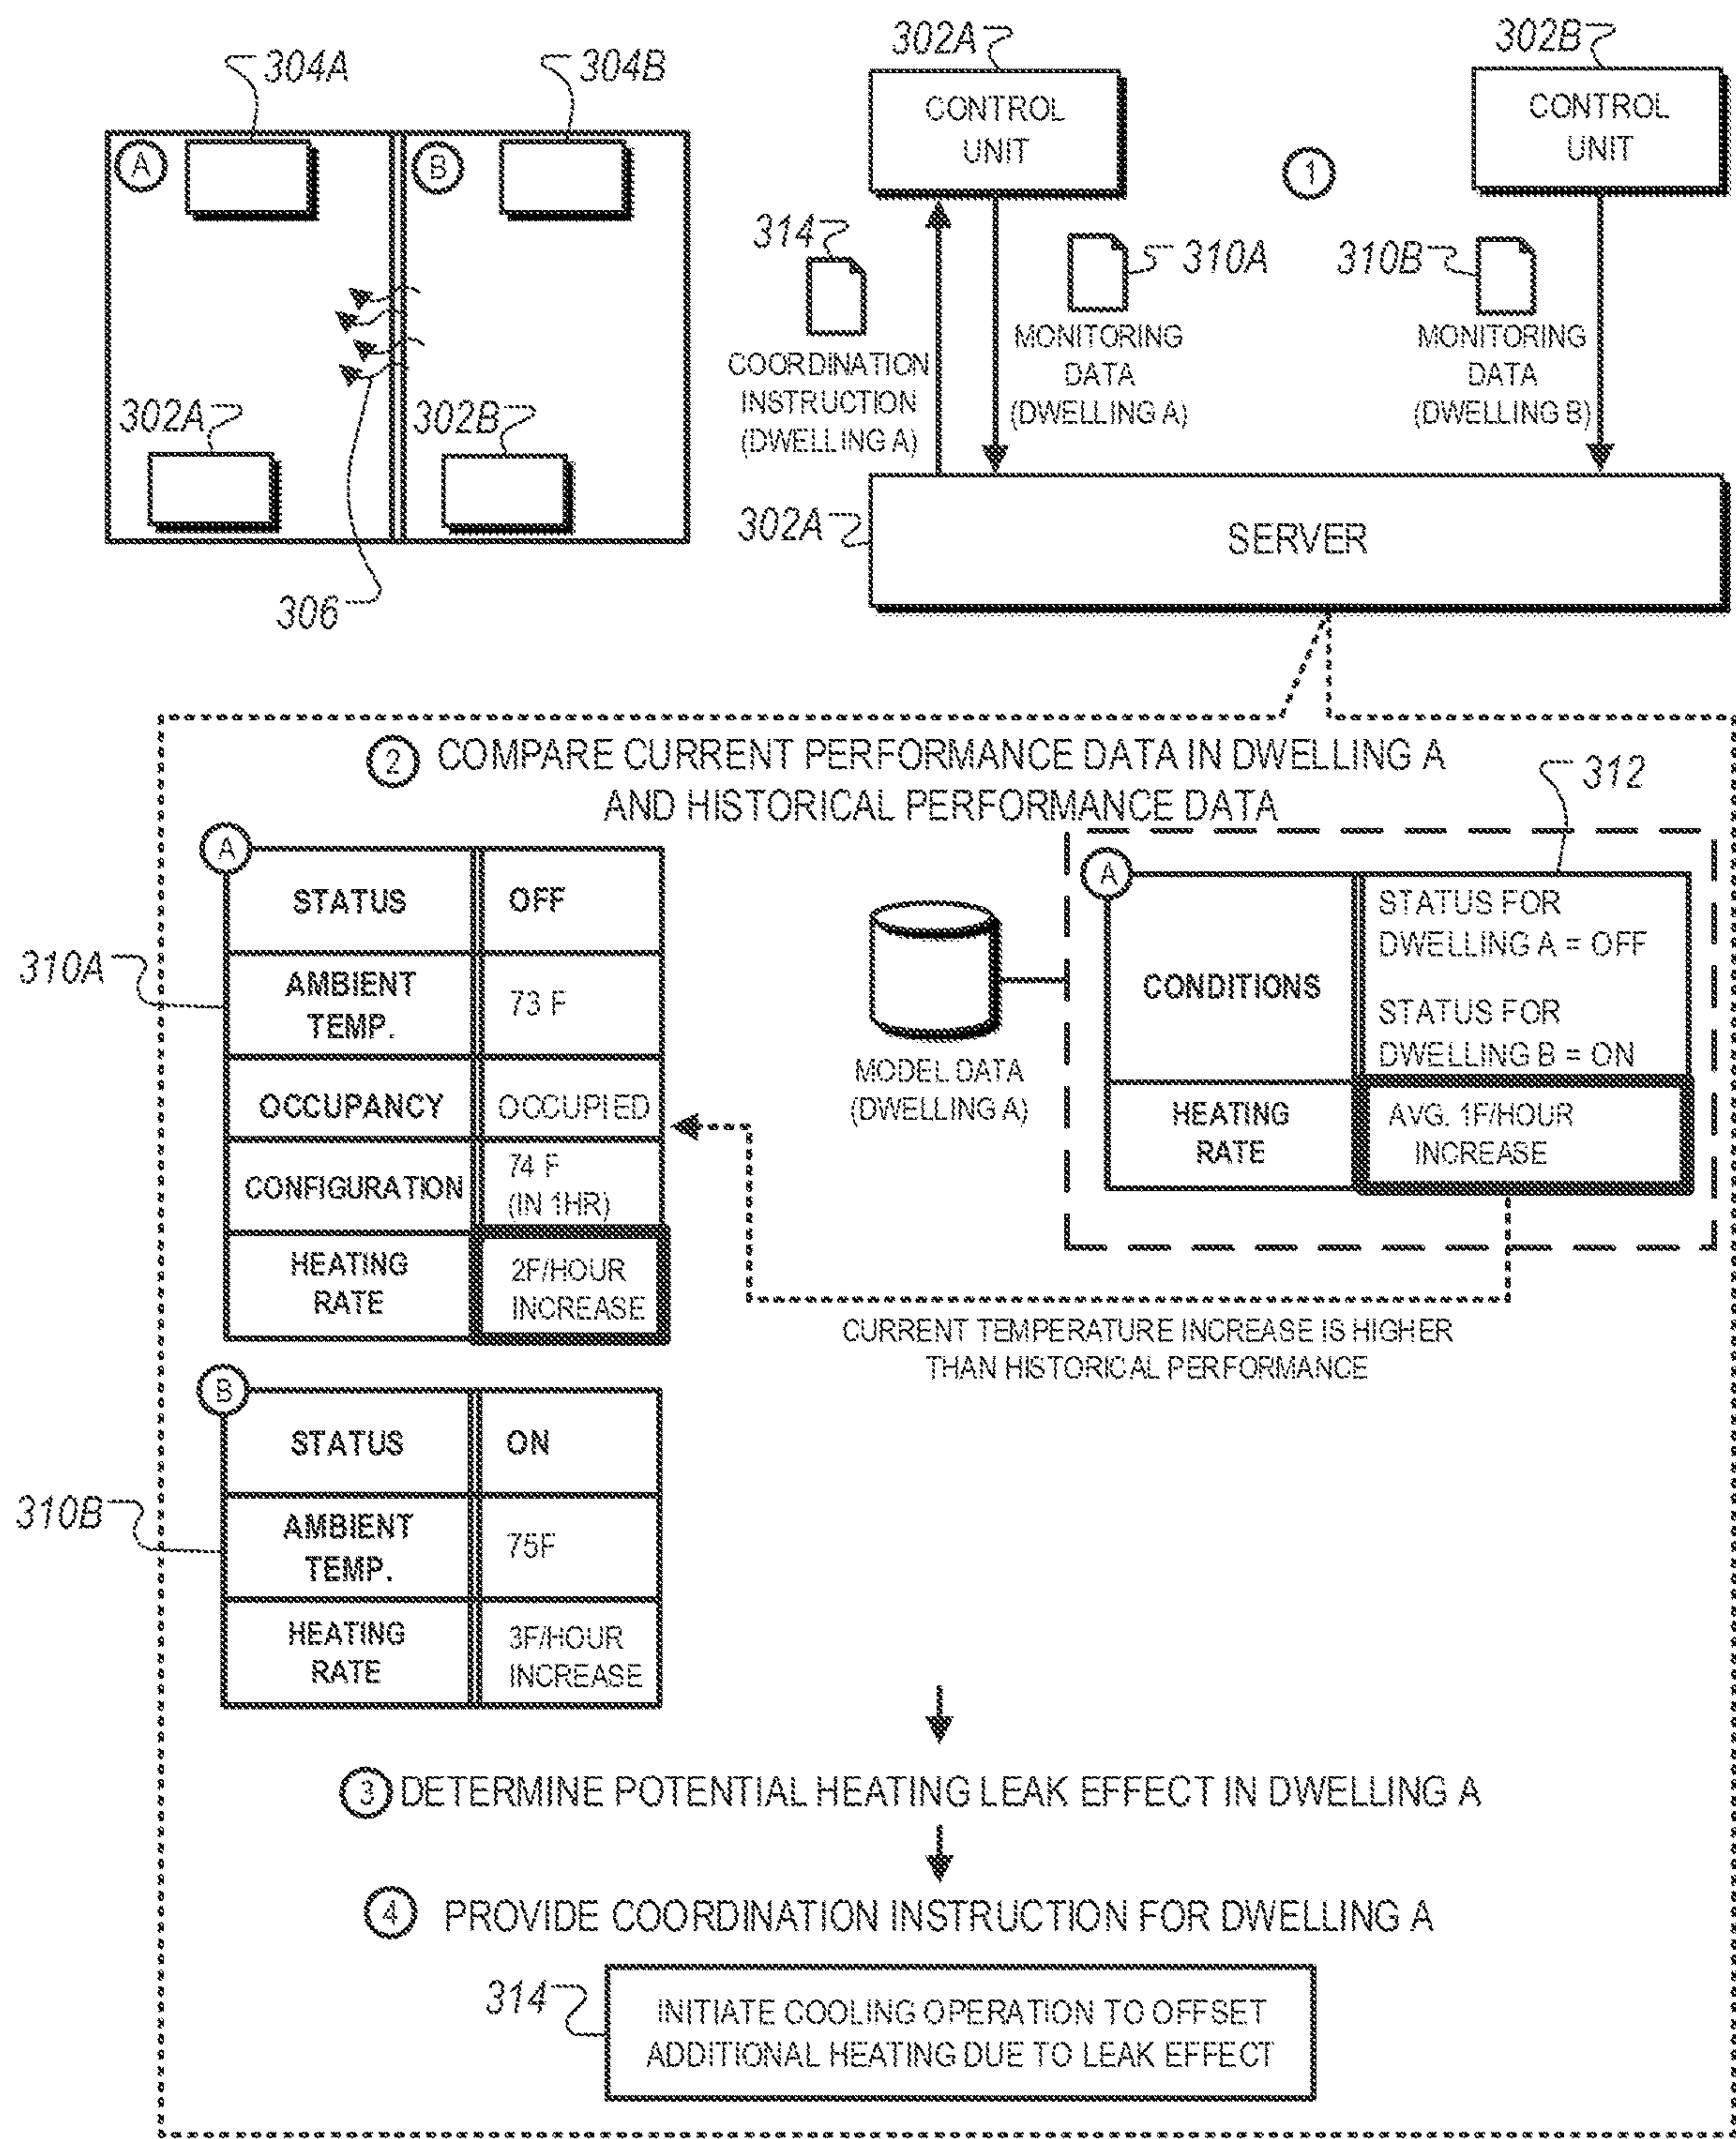 304A
304B
A
B
302A
302B
306
302A
302B
CONTROL
UNIT
CONTROL
UNIT
1
314
310A
310B
COORDINATION
INSTRUCTION
(DWELLING A)
MONITORING
DATA
(DWELLING A)
MONITORING
DATA
(DWELLING B)
302A
SERVER
2 COMPARE CURRENT PERFORMANCE DATA IN DWELLING A
AND HISTORICAL PERFORMANCE DATA
312
310A
A
STATUS
OFF
AMBIENT
TEMP.
73 F
OCCUPANCY
OCCUPIED
CONFIGURATION
74 F
(IN 1HR)
HEATING
RATE
2F/HOUR
INCREASE
MODEL DATA
(DWELLING A)
A
CONDITIONS
STATUS FOR
DWELLING A = OFF
STATUS FOR
DWELLING B = ON
HEATING
RATE
AVG. 1F/HOUR
INCREASE
CURRENT TEMPERATURE INCREASE IS HIGHER
THAN HISTORICAL PERFORMANCE
310B
B
STATUS
ON
AMBIENT
TEMP.
75F
HEATING
RATE
3F/HOUR
INCREASE
3 DETERMINE POTENTIAL HEATING LEAK EFFECT IN DWELLING A
4 PROVIDE COORDINATION INSTRUCTION FOR DWELLING A
314
INITIATE COOLING OPERATION TO OFFSET
ADDITIONAL HEATING DUE TO LEAK EFFECT